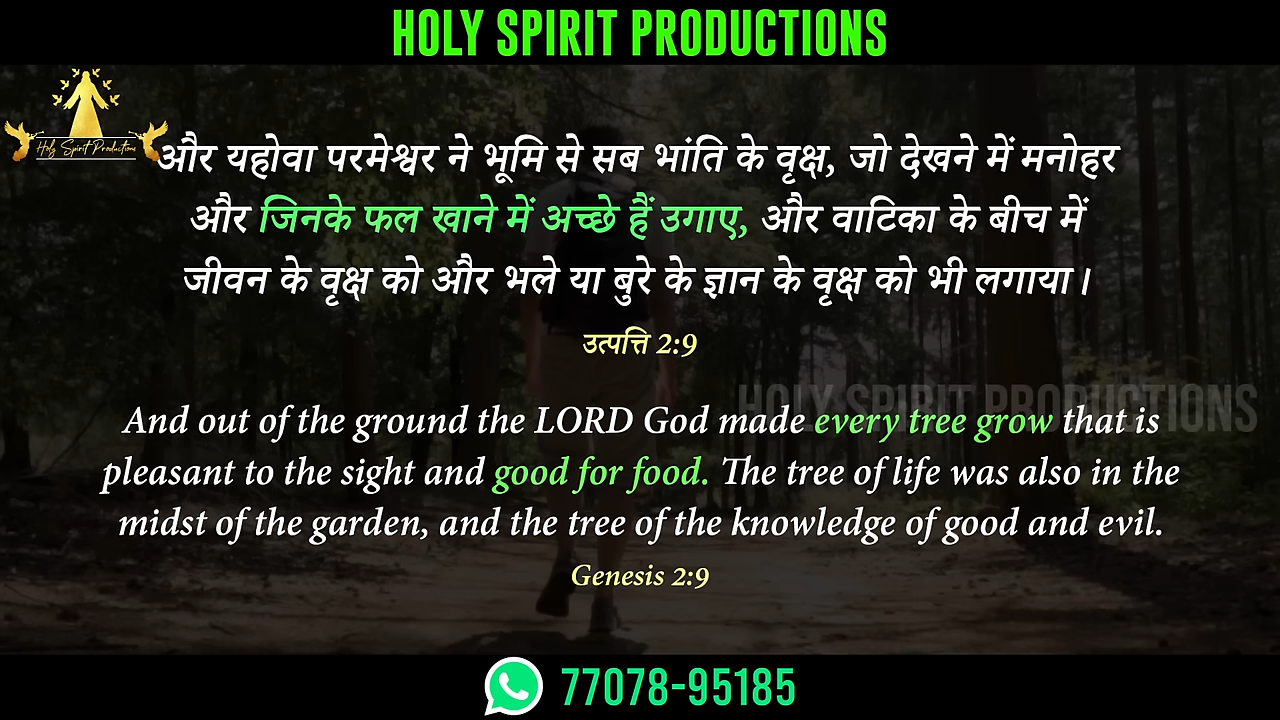 HOLY SPIRIT PRODUCTIONS
Holy Spirit Productions
और यहोवा परमेश्वर ने भूमि से सब भांति के वृक्ष, जो देखने में मनोहर
और जिनके फल खाने में अच्छे हैं उगाए, और वाटिका के बीच में
जीवन के वृक्ष को और भले या बुरे के ज्ञान के वृक्ष को भी लगाया।
उत्पत्ति 2:9
HOLY SPIRIT PRODUCTIONS
And out of the ground the LORD God made every tree grow that is
pleasant to the sight and good for food. The tree of life was also in the
midst of the garden, and the tree of the knowledge of good and evil.
Genesis 2:9
77078-95185